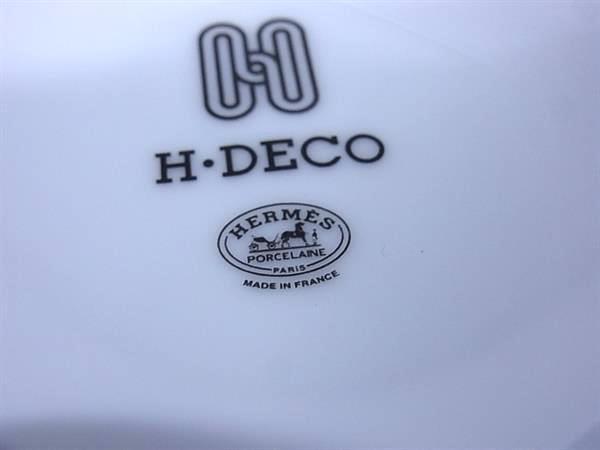 H·DECO
HERMÈS
PORCELAINE
PARIS
MADE IN FRANCE